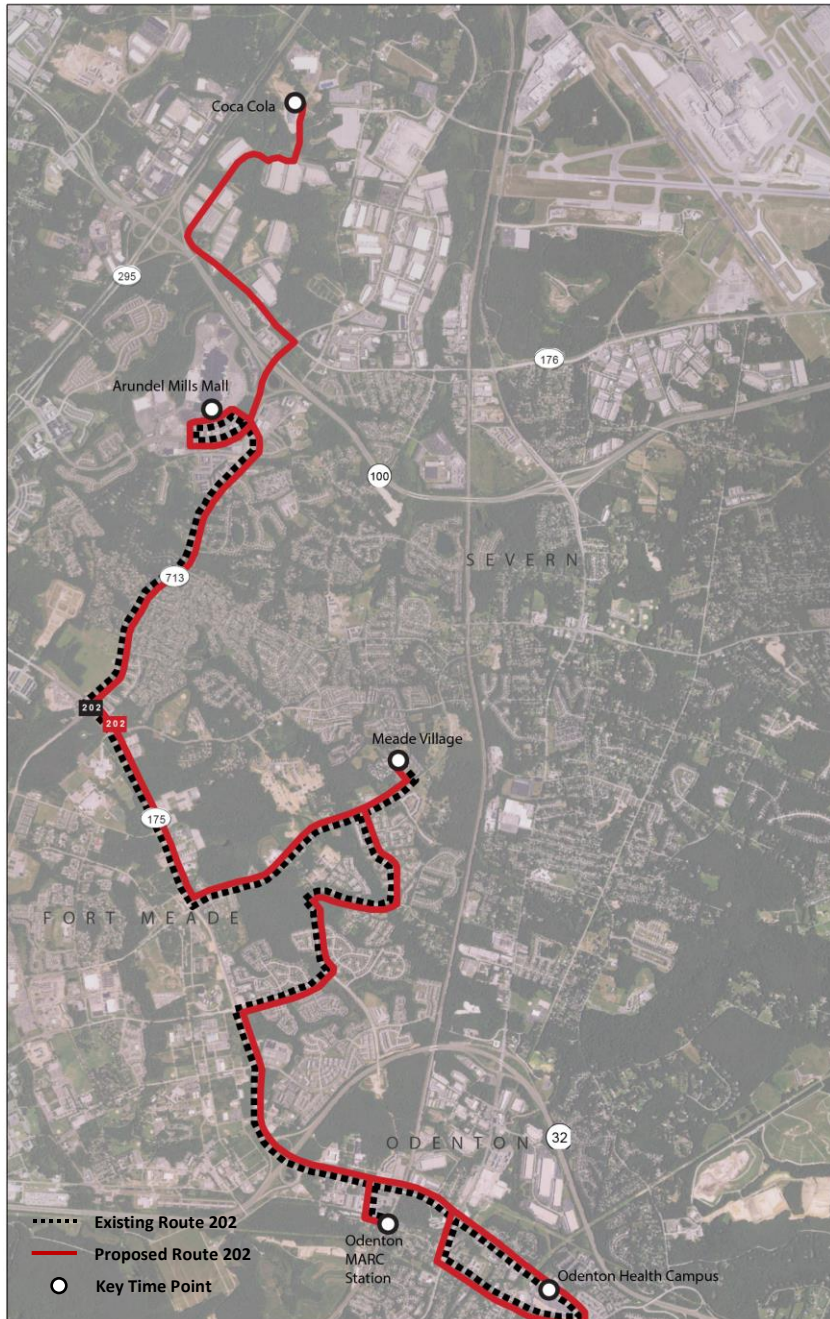 Coca Cola
295
176
Arundel Mills Mall
100
SEVERN
713
202
202
Meade Village
175
FORT MEADE
32
ODENTON
Existing Route 202
Proposed Route 202
Key Time Point
Odenton
MARC
Station
Odenton Health Campus